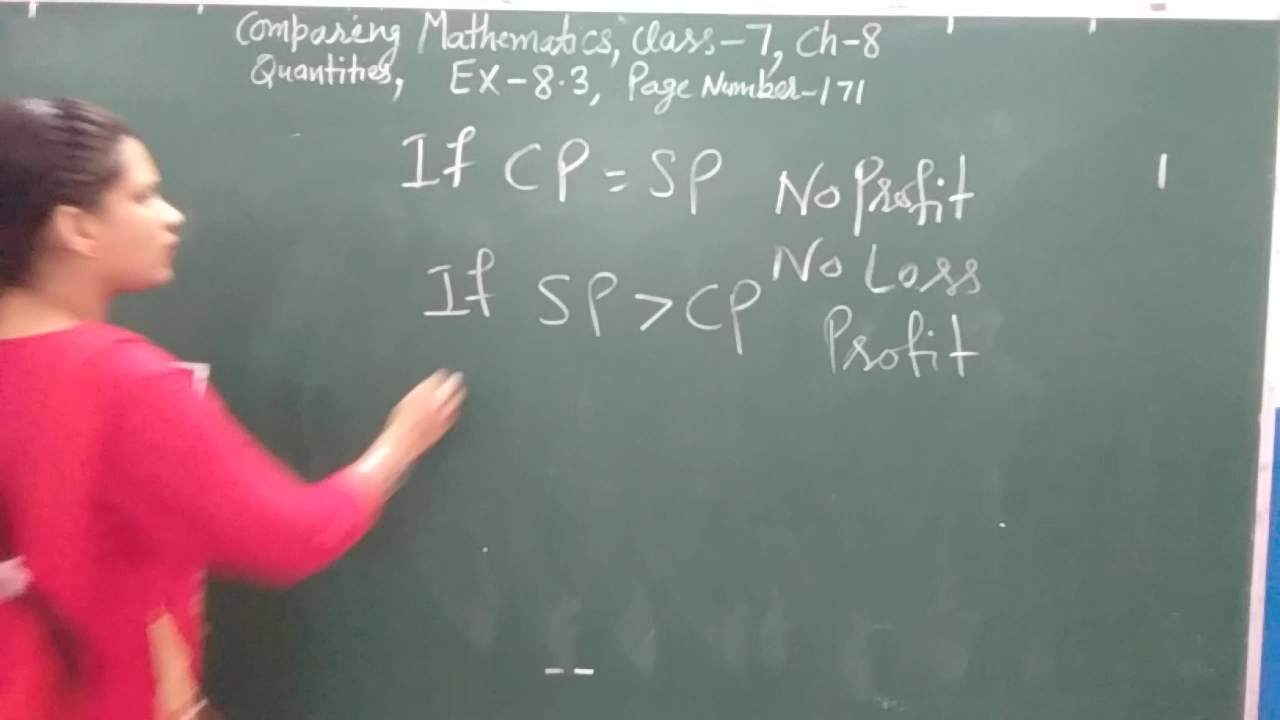 Comparing Mathematics, Class-7, Ch-8
Quantities, EX-8.3, Page Number-171
If CP = SP No Profit
No Loss
If SP > CP Profit